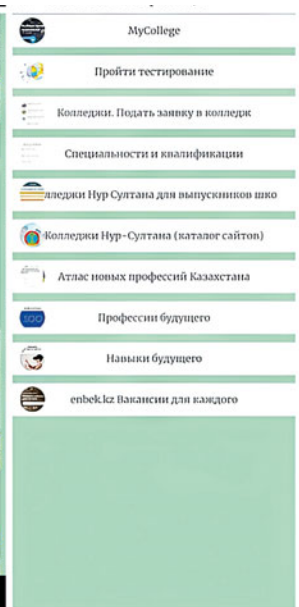 MyCollege
Пройти тестирование
Колледжи. Подать заявку в колледж
Специальности и квалификации
лледжи Нур Султана для выпускников шко
Колледжи Нур-Султана (каталог сайтов)
Атлас новых профессий Казахстана
Профессии будущего
100
Навыки будущего
enbek.kz Вакансии для каждого